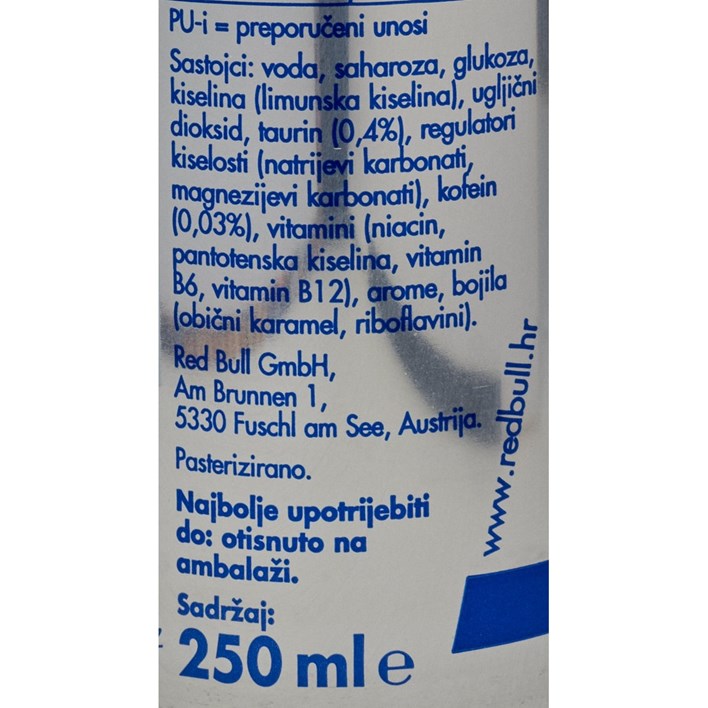 PU-i = preporučeni unosi
Sastojci: voda, saharoza, glukoza,
kiselina (limunska kiselina), ugljični
dioksid, taurin (0,4%), regulatori
kiselosti (natrijevi karbonati,
magnezijevi karbonati), kofein
(0,03%), vitamini (niacin,
pantotenska kiselina, vitamin
B6, vitamin B12), arome, bojila
(obični karamel, riboflavini).
Red Bull GmbH,
Am Brunnen 1,
5330 Fuschl am See, Austrija.
www.redbull.hr
Pasterizirano.
Najbolje upotrijebiti
do: otisnuto na
ambalaži.
Sadržaj:
250 ml e